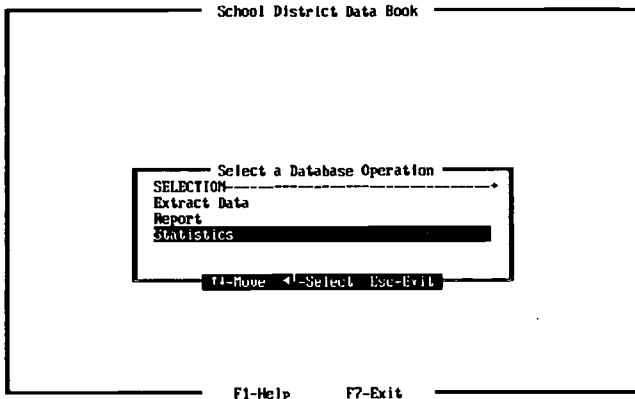 School District Data Book
Select a Database Operation
SELECTION
Extract Data
Report
Statistics
↑↓-Move ◄┘-Select Esc-Exit
F1-Help F7-Exit